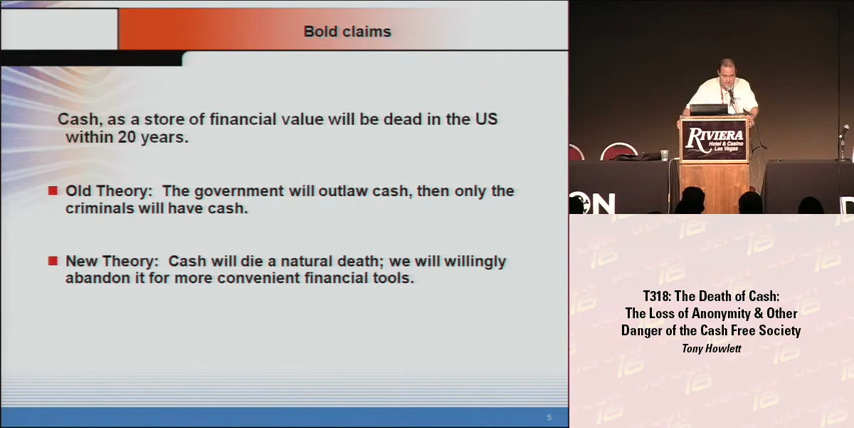 Bold claims
Cash, as a store of financial value will be dead in the US
within 20 years.
Old Theory: The government will outlaw cash, then only the
criminals will have cash.
New Theory: Cash will die a natural death; we will willingly
abandon it for more convenient financial tools.
5
RIVIERA
Hotel & Casino
Las Vegas
ON
D
T318: The Death of Cash:
The Loss of Anonymity & Other
Danger of the Cash Free Society
Tony Howlett